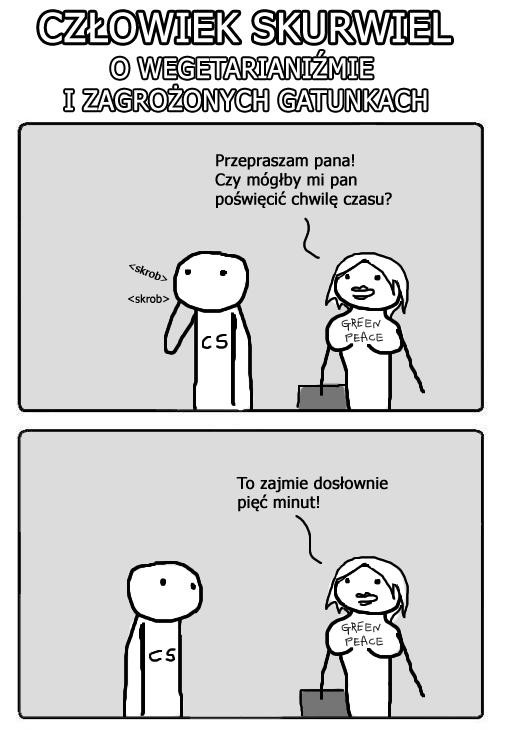 CZŁOWIEK SKURWIEL
O WEGETARIANIŹMIE
I ZAGROŻONYCH GATUNKACH
Przepraszam pana!
Czy mógłby mi pan
poświęcić chwilę czasu?
<skrob>
<skrob>
CS
GREEN
PEACE
To zajmie dosłownie
pięć minut!
CS
GREEN
PEACE